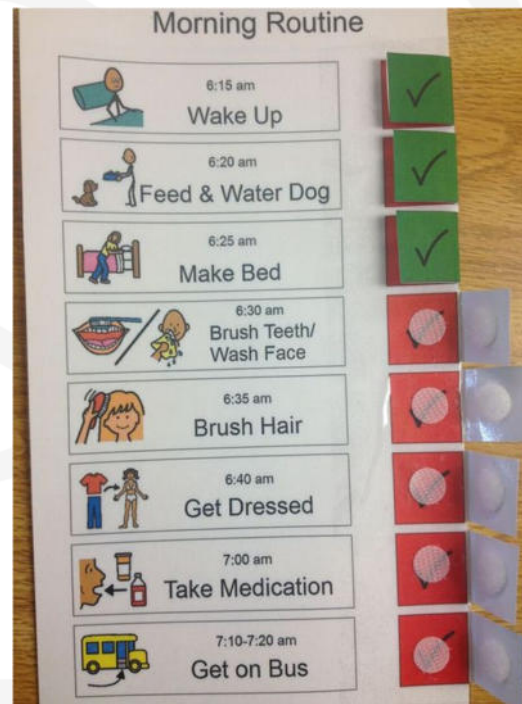 Morning Routine
6:15 am
Wake Up
6:20 am
Feed & Water Dog
6:25 am
Make Bed
6:30 am
Brush Teeth/
Wash Face
6:35 am
Brush Hair
6:40 am
Get Dressed
7:00 am
Take Medication
7:10-7:20 am
Get on Bus